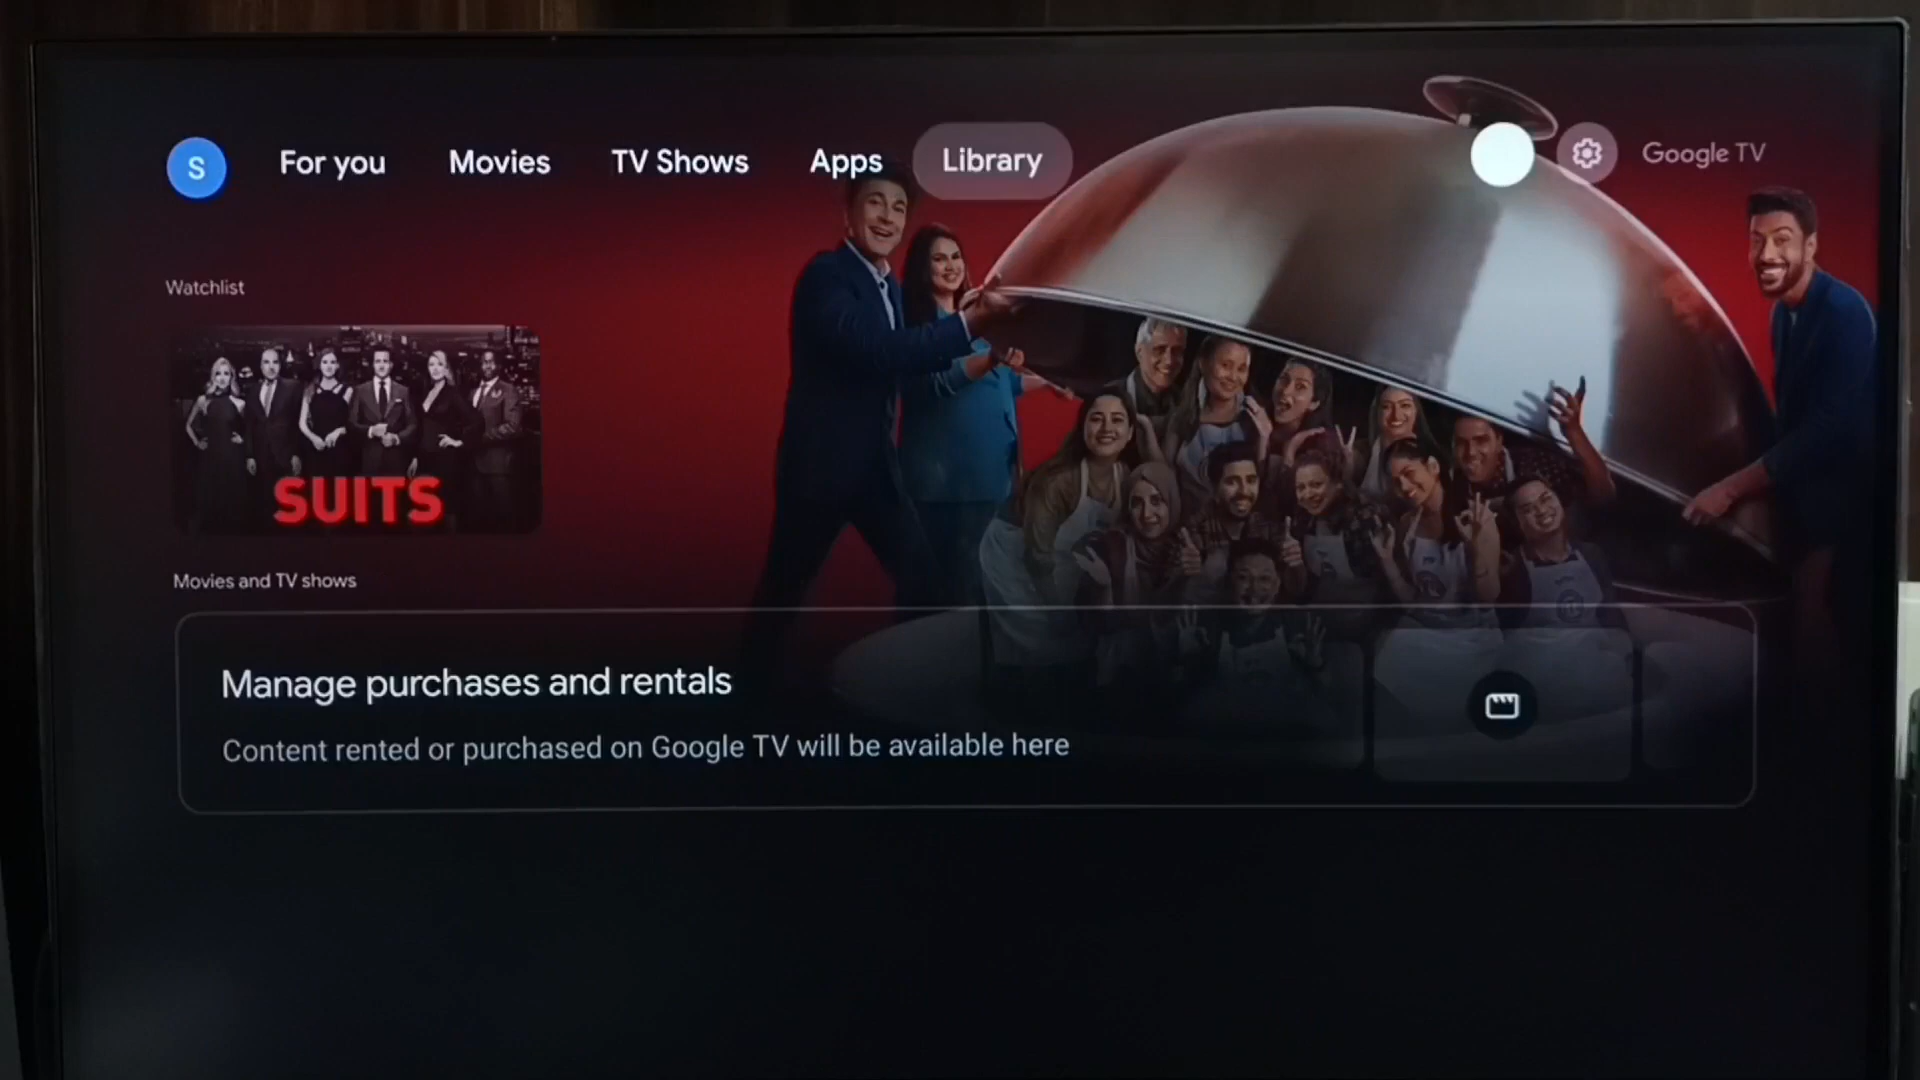 S
For you
Movies
TV Shows
Apps
Library
Google TV
Watchlist
SUITS
Movies and TV shows
Manage purchases and rentals
Content rented or purchased on Google TV will be available here